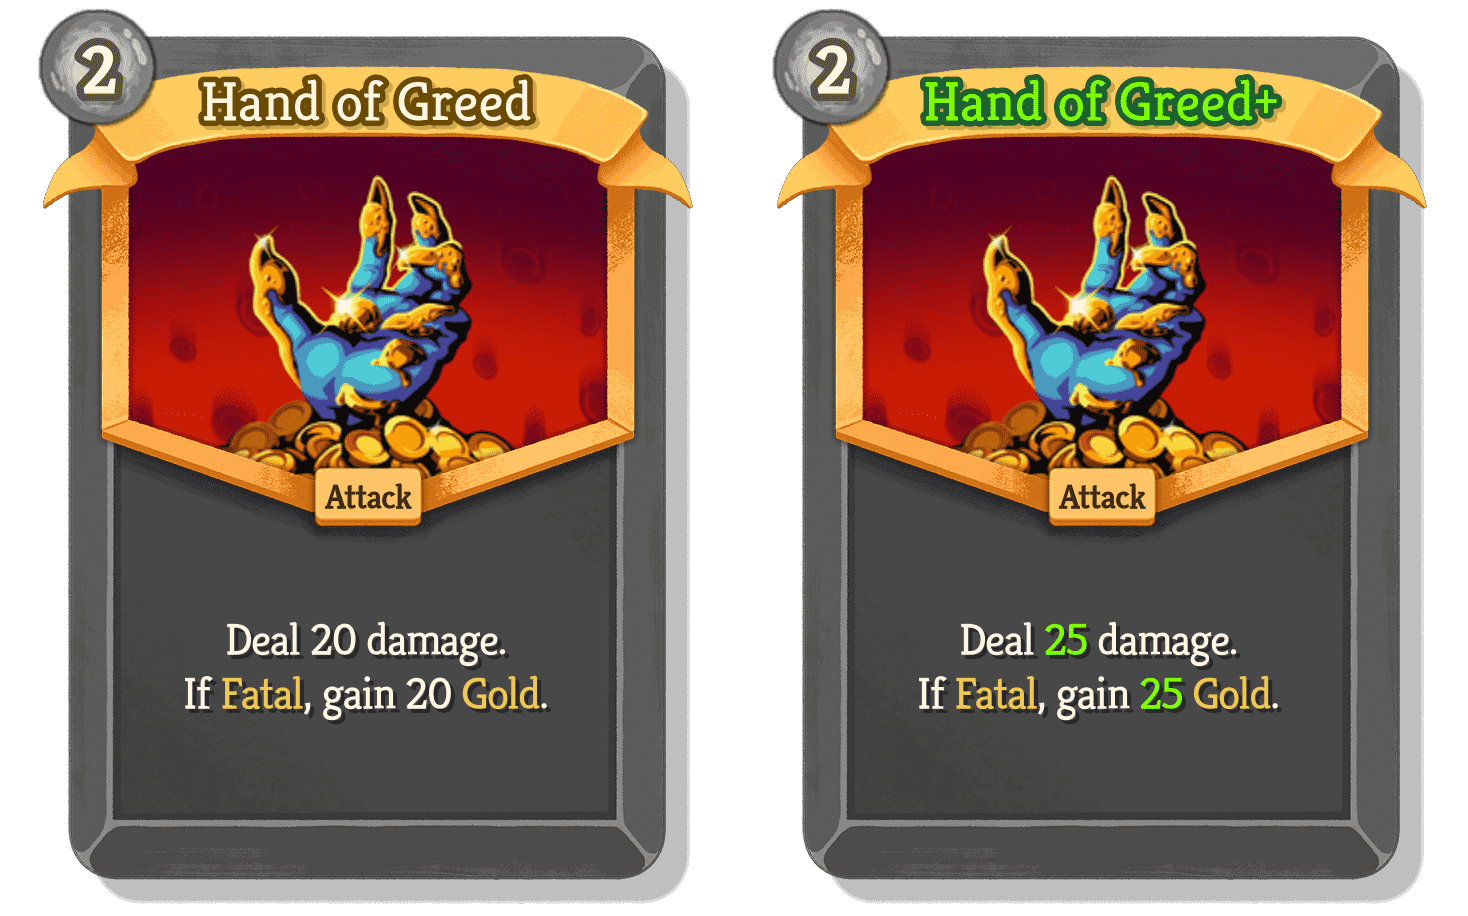 2
Hand of Greed
Attack
Deal 20 damage.
If Fatal, gain 20 Gold.
2
Hand of Greed+
Attack
Deal 25 damage.
If Fatal, gain 25 Gold.